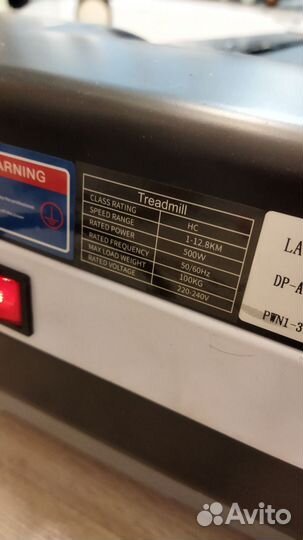 WARNING
Treadmill
CLASS RATING HC
SPEED RANGE 1-12.8KM
RATED POWER 500W
RATED FREQUENCY 50/60Hz
MAX LOAD WEIGHT 100KG
RATED VOLTAGE 220-240V
LA
DP-A
PWN1-3
Avito